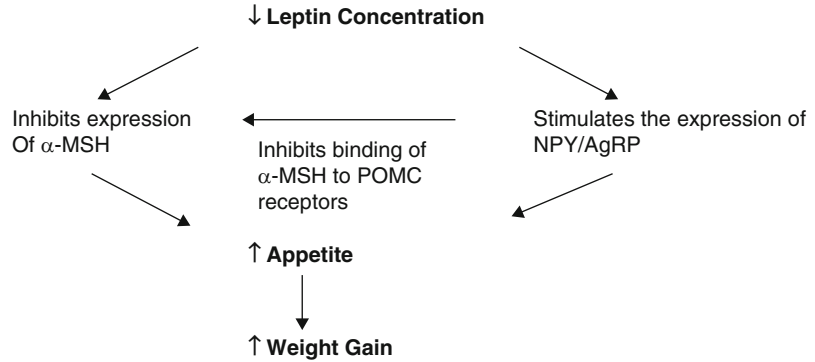 ↓ Leptin Concentration
Inhibits expression
Of α-MSH
Stimulates the expression of
NPY/AgRP
Inhibits binding of
α-MSH to POMC
receptors
↑ Appetite
↑ Weight Gain